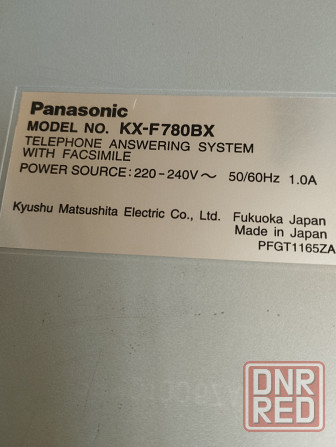 Panasonic
MODEL NO. KX-F780BX
TELEPHONE ANSWERING SYSTEM
WITH FACSIMILE
POWER SOURCE: 220-240V～ 50/60Hz 1.0A
Kyushu Matsushita Electric Co., Ltd. Fukuoka Japan
Made in Japan
PFGT1165ZA
DNR
RED